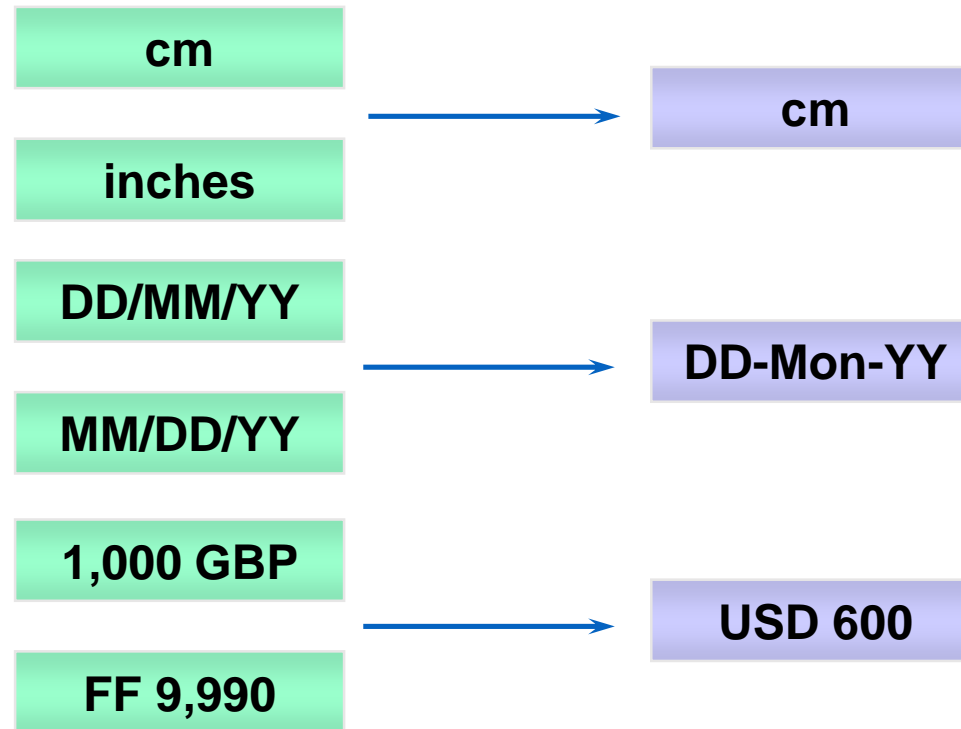 cm
cm
inches
DD/MM/YY
DD-Mon-YY
MM/DD/YY
1,000 GBP
USD 600
FF 9,990